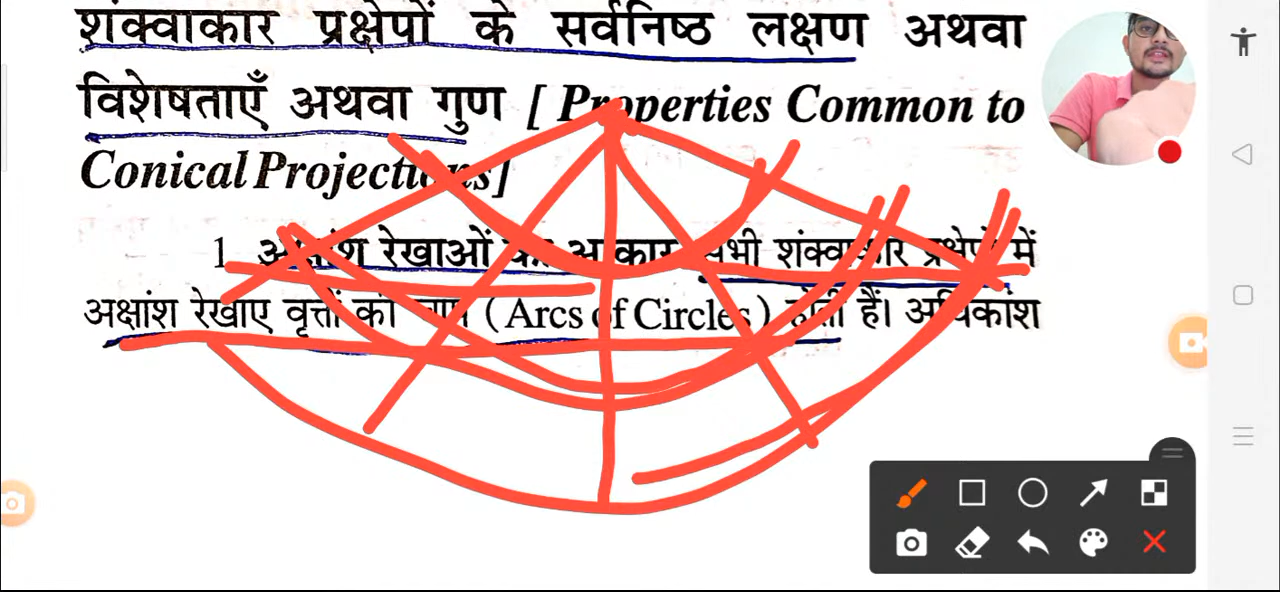 शंक्वाकार प्रक्षेपों के सर्वनिष्ठ लक्षण अथवा
विशेषताएँ अथवा गुण [ Properties Common to
Conical Projections]
1. अक्षांश रेखाओं का आकार सभी शंक्वाकार प्रक्षेपों में
अक्षांश रेखाए वृत्तों की चाप ( Arcs of Circles ) होती हैं। अधिकांश